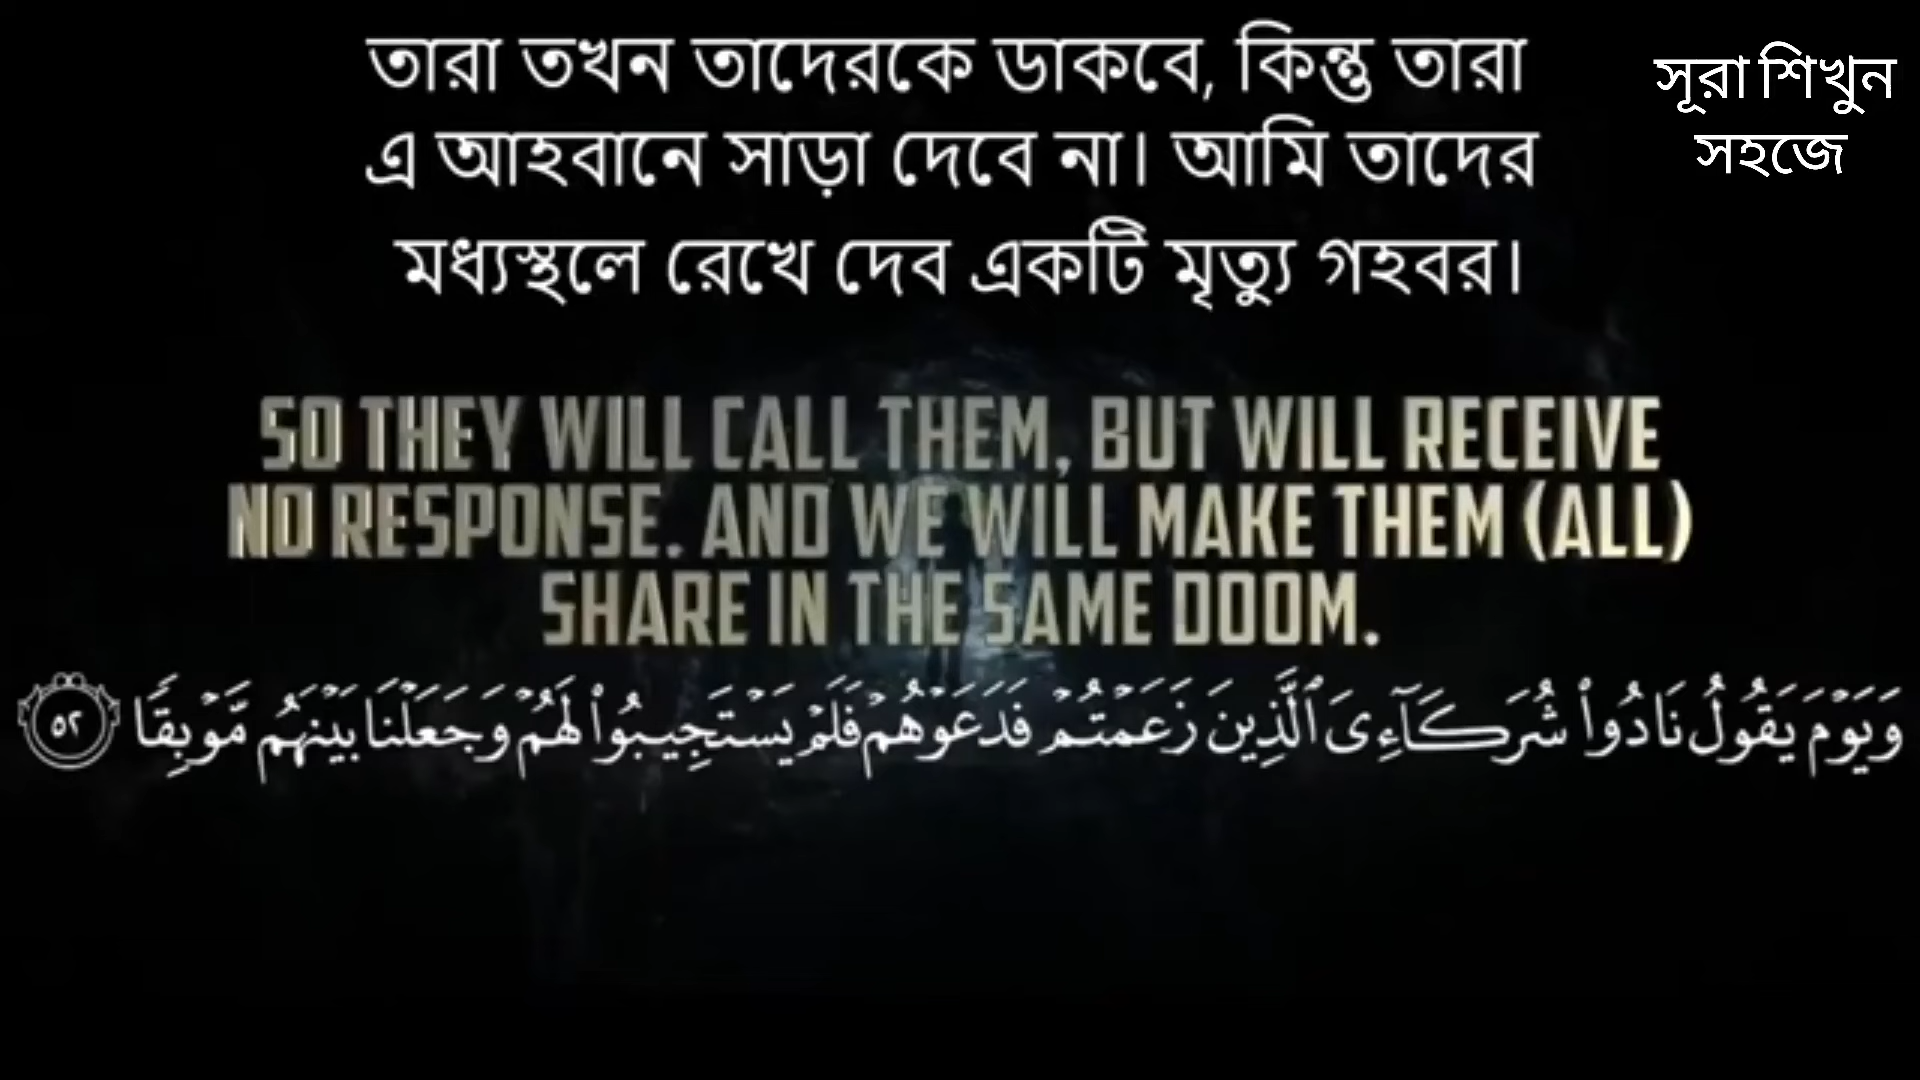 তারা তখন তাদেরকে ডাকবে, কিন্তু তারা
এ আহবানে সাড়া দেবে না। আমি তাদের
মধ্যস্থলে রেখে দেব একটি মৃত্যু গহবর।
সূরা শিখুন
সহজে
SO THEY WILL CALL THEM, BUT WILL RECEIVE
NO RESPONSE. AND WE WILL MAKE THEM (ALL)
SHARE IN THE SAME DOOM.
وَيَوْمَ يَقُولُ نَادُوا۟ شُرَكَآءِىَ ٱلَّذِينَ زَعَمْتُمْ فَدَعَوْهُمْ فَلَمْ يَسْتَجِيبُوا۟ لَهُمْ وَجَعَلْنَا بَيْنَهُم مَّوْبِقًا ٥٢